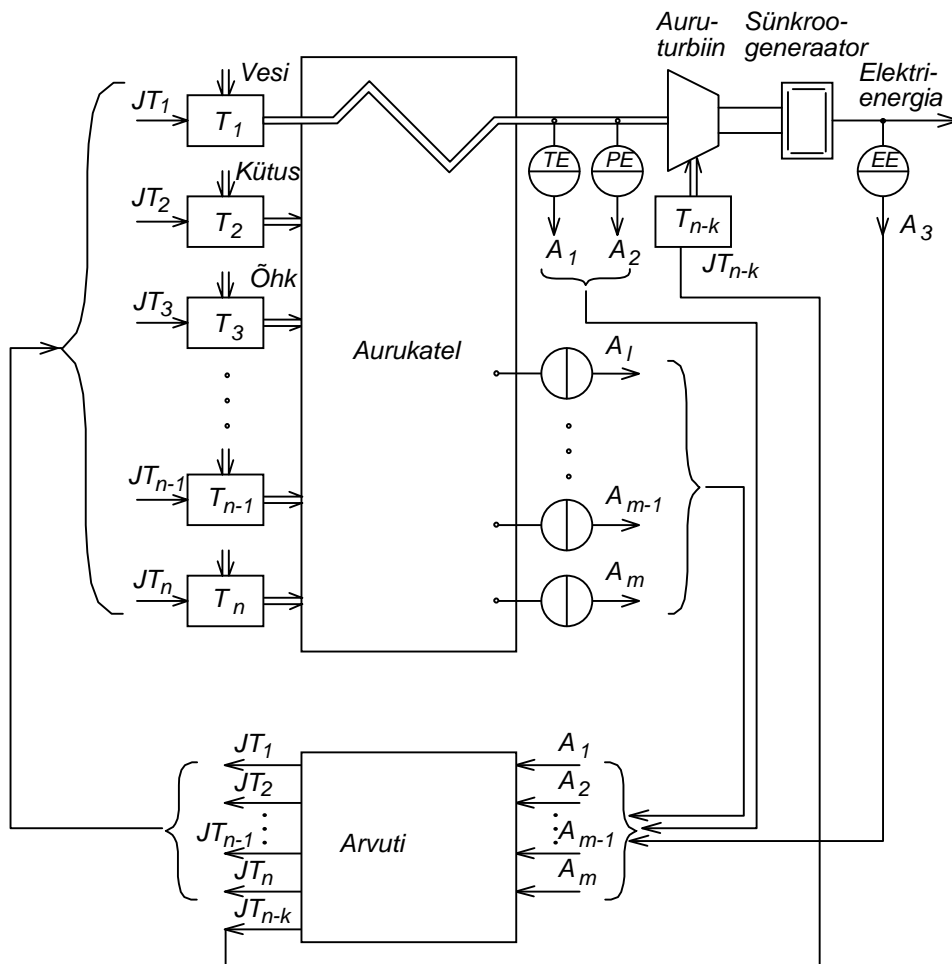 Auru-
turbiin
Sünkroo-
generaator
Elektri-
energia
Vesi
JT1
T1
TE
PE
EE
Kütus
JT2
T2
Tn-k
A3
A1
A2
JTn-k
Õhk
JT3
T3
Aurukatel
Al
JTn-1
Tn-1
Am-1
JTn
Tn
Am
JT1
A1
JT2
A2
JTn-1
Arvuti
Am-1
JTn
Am
JTn-k